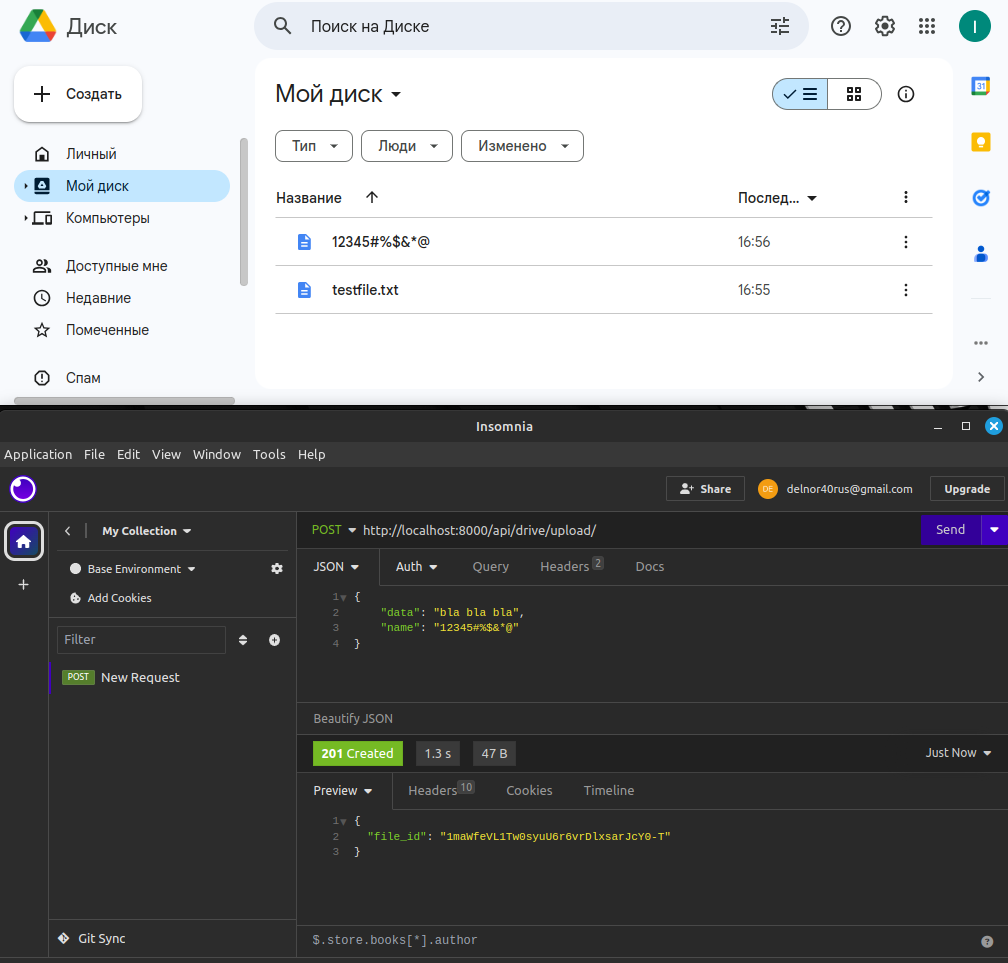 Диск
Поиск на Диске
I
Создать
Личный
Мой диск
Компьютеры
Доступные мне
Недавние
Помеченные
Спам
Мой диск
Тип
Люди
Изменено
Название
Послед...
12345#%$&*@
16:56
testfile.txt
16:55
31
Insomnia
Application File Edit View Window Tools Help
Share
DE
delnor40rus@gmail.com
Upgrade
My Collection
Base Environment
Add Cookies
Filter
POST New Request
Git Sync
POST http://localhost:8000/api/drive/upload/
Send
JSON Auth Query Headers 2 Docs
1 {
2 "data": "bla bla bla",
3 "name": "12345#%$&*@"
4 }
Beautify JSON
201 Created 1.3 s 47 B
Just Now
Preview Headers 10 Cookies Timeline
1 {
2 "file_id": "1maWfeVL1Tw0syuU6r6vrDlxsarJcY0-T"
3 }
$.store.books[*].author